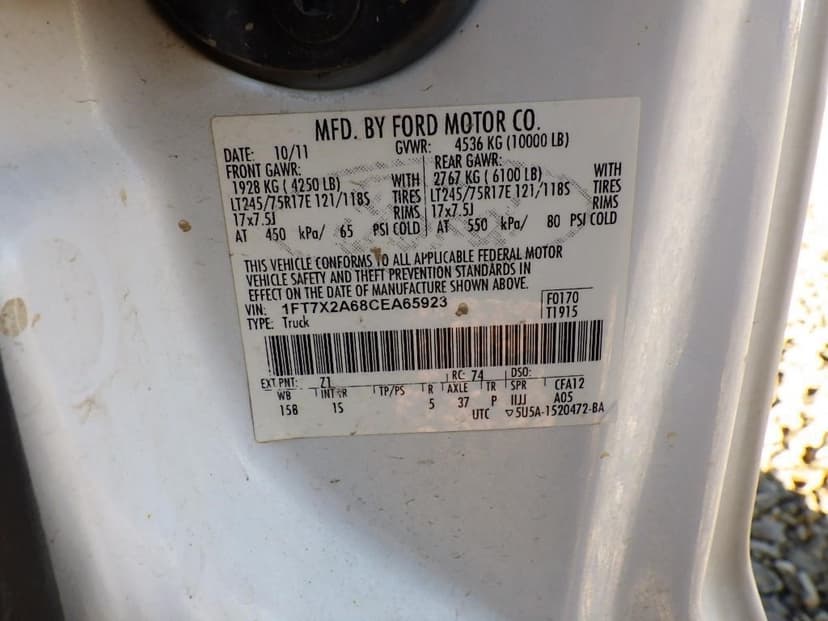 MFD. BY FORD MOTOR CO.
DATE: 10/11 GVWR: 4536 KG (10000 LB)
FRONT GAWR: REAR GAWR:
1928 KG ( 4250 LB) WITH 2767 KG ( 6100 LB) WITH
LT245/75R17E 121/118S TIRES LT245/75R17E 121/118S TIRES
17x7.5J RIMS 17x7.5J RIMS
AT 450 kPa/ 65 PSI COLD AT 550 kPa/ 80 PSI COLD
THIS VEHICLE CONFORMS TO ALL APPLICABLE FEDERAL MOTOR
VEHICLE SAFETY AND THEFT PREVENTION STANDARDS IN
EFFECT ON THE DATE OF MANUFACTURE SHOWN ABOVE.
VIN: 1FT7X2A68CEA65923 F0170
TYPE: Truck T1915
EXT PNT: Z1 RC: 74 DSO:
WB INT TR TP/PS R AXLE TR SPR CFA12
158 1S 5 37 P IIJJ A05
UTC ▽5U5A-1520472-BA